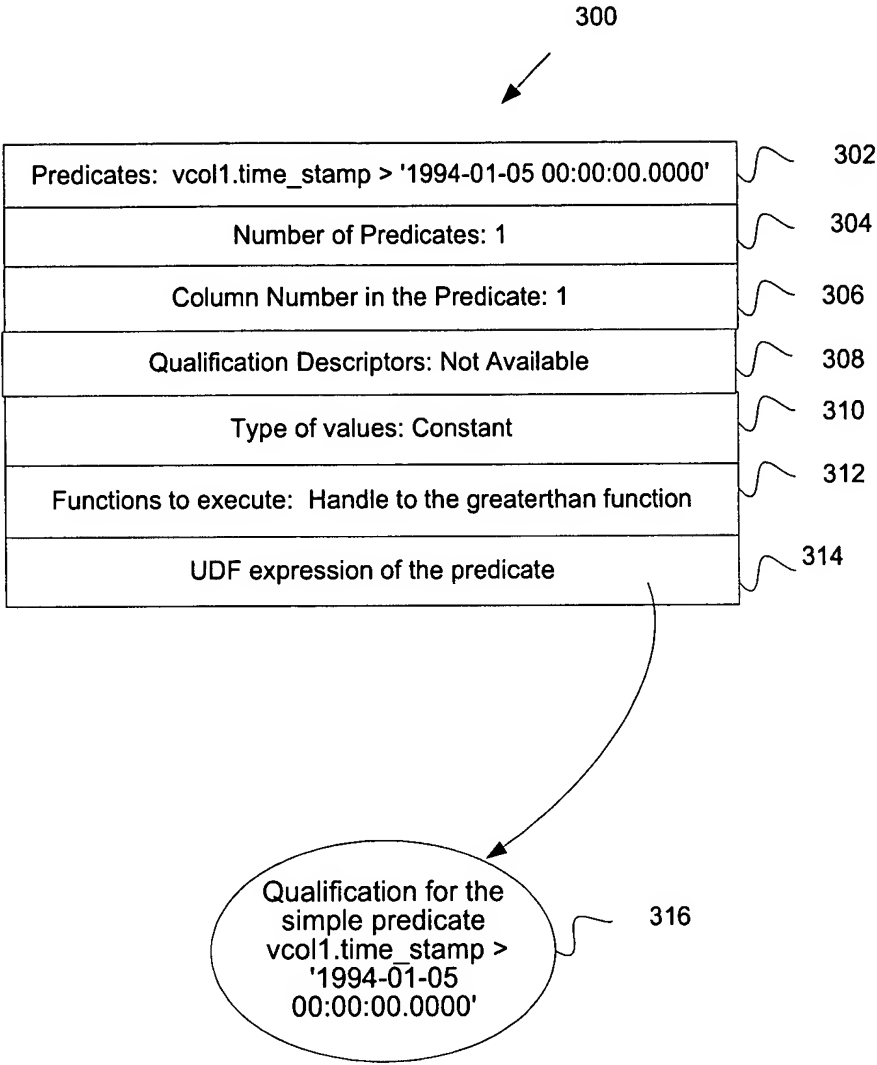 300
Predicates: vcol1.time_stamp > '1994-01-05 00:00:00.0000'
302
Number of Predicates: 1
304
Column Number in the Predicate: 1
306
Qualification Descriptors: Not Available
308
Type of values: Constant
310
Functions to execute: Handle to the greaterthan function
312
UDF expression of the predicate
314
Qualification for the
simple predicate
vcol1.time_stamp >
'1994-01-05
00:00:00.0000'
316